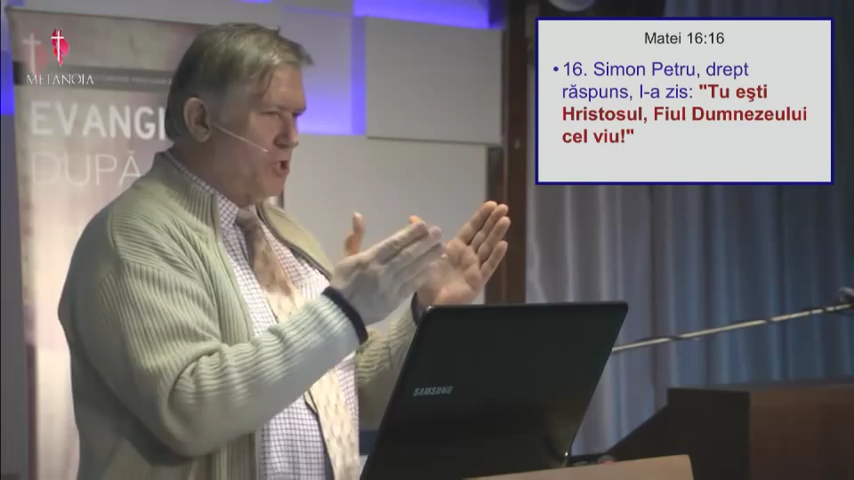 METANOIA
EVANGH
DUPĂ
Matei 16:16
• 16. Simon Petru, drept
răspuns, I-a zis: "Tu eşti
Hristosul, Fiul Dumnezeului
cel viu!"
SAMSUNG